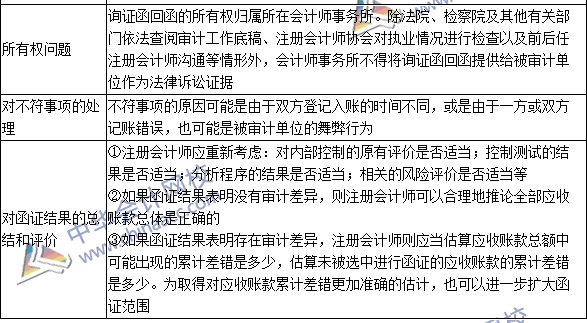 所有权问题
询证函回函的所有权归属所在会计师事务所。除法院、检察院及其他有关部
门依法查阅审计工作底稿、注册会计师协会对执业情况进行检查以及前后任
注册会计师沟通等情形外，会计师事务所不得将询证函回函提供给被审计单
位作为法律诉讼证据
对不符事项的处
理
不符事项的原因可能是由于双方登记入账的时间不同，或是由于一方或双方
记账错误，也可能是被审计单位的舞弊行为
对函证结果的总
结和评价
①注册会计师应重新考虑：对内部控制的原有评价是否适当；控制测试的结
果是否适当；分析程序的结果是否适当；相关的风险评价是否适当等
②如果函证结果表明没有审计差异，则注册会计师可以合理地推论全部应收
账款总体是正确的
③如果函证结果表明存在审计差异，注册会计师则应当估算应收账款总额中
可能出现的累计差错是多少，估算未被选中进行函证的应收账款的累计差错
是多少。为取得对应收账款累计差错更加准确的估计，也可以进一步扩大函
证范围
中华会计网校